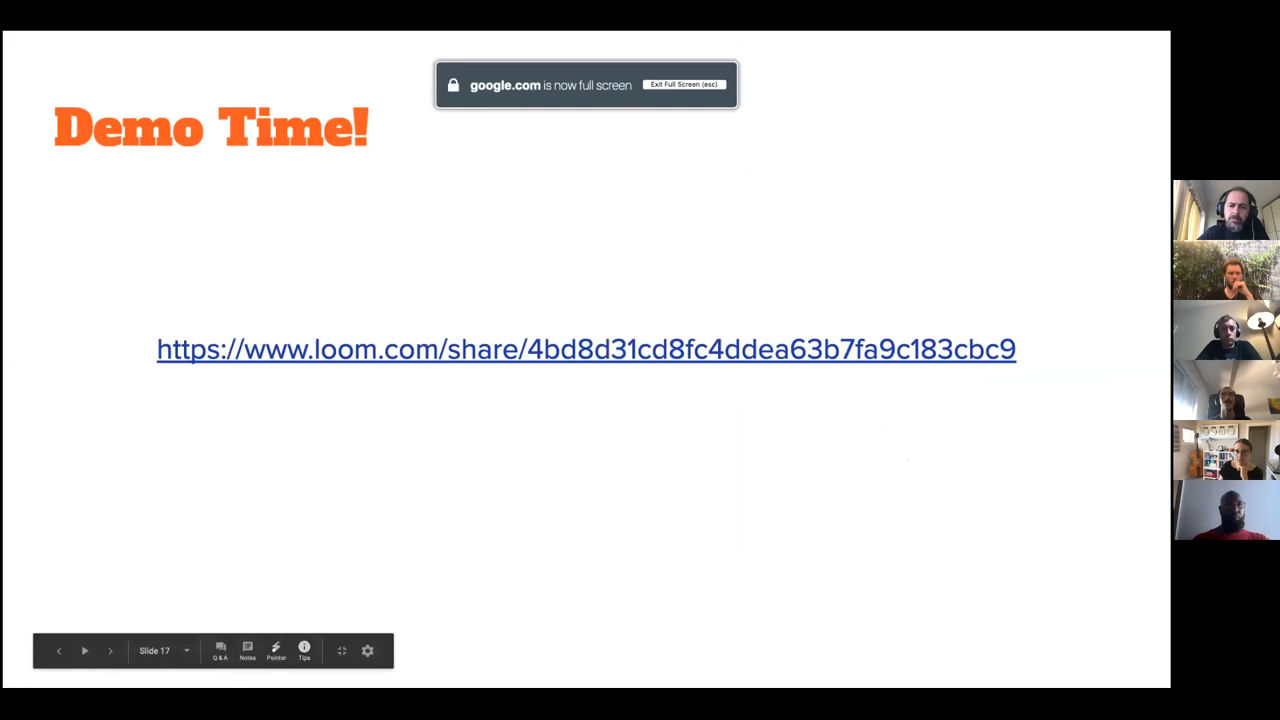 google.com is now full screen Exit Full Screen (esc)
Demo Time!
https://www.loom.com/share/4bd8d31cd8fc4ddea63b7fa9c183cbc9
Slide 17
Q & A Notes Pointer Tips